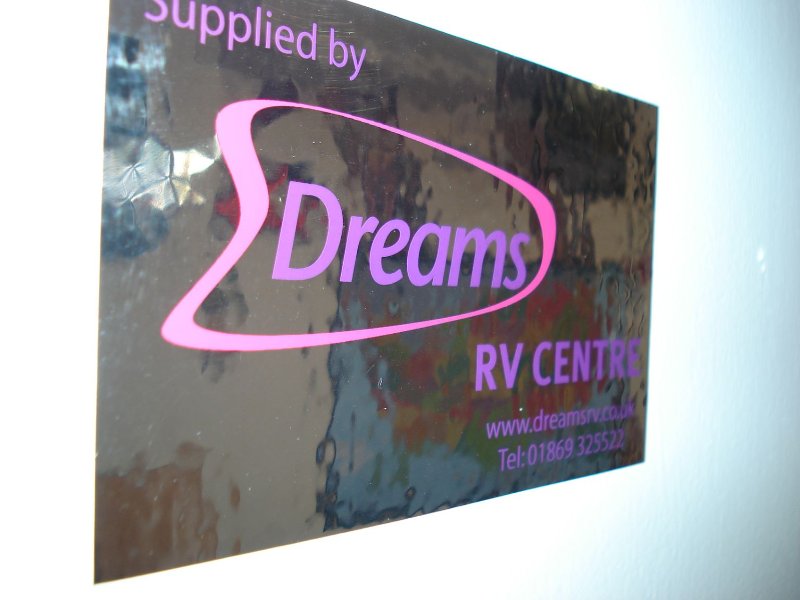 Supplied by
Dreams
RV CENTRE
www.dreamsrv.co.uk
Tel: 01869 325522